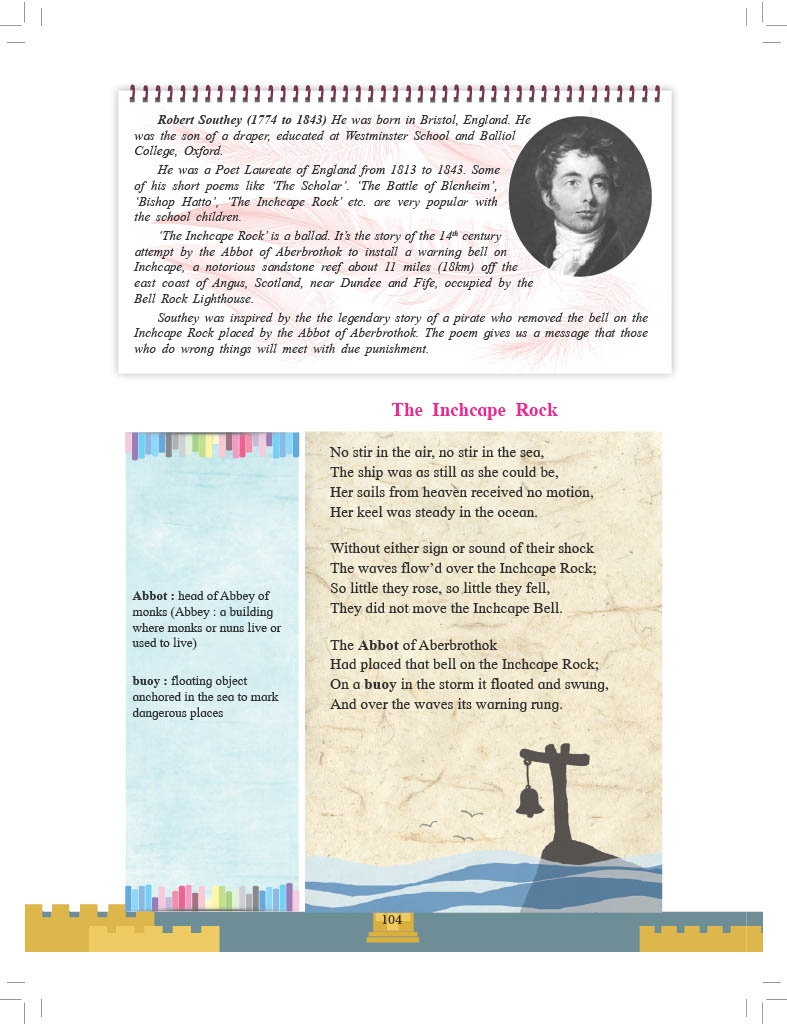 Robert Southey (1774 to 1843) He was born in Bristol, England. He
was the son of a draper, educated at Westminster School and Balliol
College, Oxford.
He was a Poet Laureate of England from 1813 to 1843. Some
of his short poems like ‘The Scholar’. ‘The Battle of Blenheim’,
‘Bishop Hatto’, ‘The Inchcape Rock’ etc. are very popular with
the school children.
‘The Inchcape Rock’ is a ballad. It’s the story of the 14th century
attempt by the Abbot of Aberbrothok to install a warning bell on
Inchcape, a notorious sandstone reef about 11 miles (18km) off the
east coast of Angus, Scotland, near Dundee and Fife, occupied by the
Bell Rock Lighthouse.
Southey was inspired by the the legendary story of a pirate who removed the bell on the
Inchcape Rock placed by the Abbot of Aberbrothok. The poem gives us a message that those
who do wrong things will meet with due punishment.
The Inchcape Rock
No stir in the air, no stir in the sea,
The ship was as still as she could be,
Her sails from heaven received no motion,
Her keel was steady in the ocean.
Without either sign or sound of their shock
The waves flow’d over the Inchcape Rock;
So little they rose, so little they fell,
They did not move the Inchcape Bell.
The Abbot of Aberbrothok
Had placed that bell on the Inchcape Rock;
On a buoy in the storm it floated and swung,
And over the waves its warning rung.
Abbot : head of Abbey of
monks (Abbey : a building
where monks or nuns live or
used to live)
buoy : floating object
anchored in the sea to mark
dangerous places
104